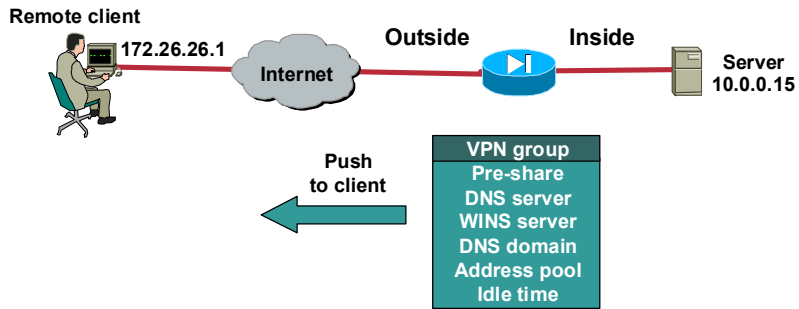 Remote client
172.26.26.1
Internet
Outside
Inside
Server
10.0.0.15
Push
to client
VPN group
Pre-share
DNS server
WINS server
DNS domain
Address pool
Idle time